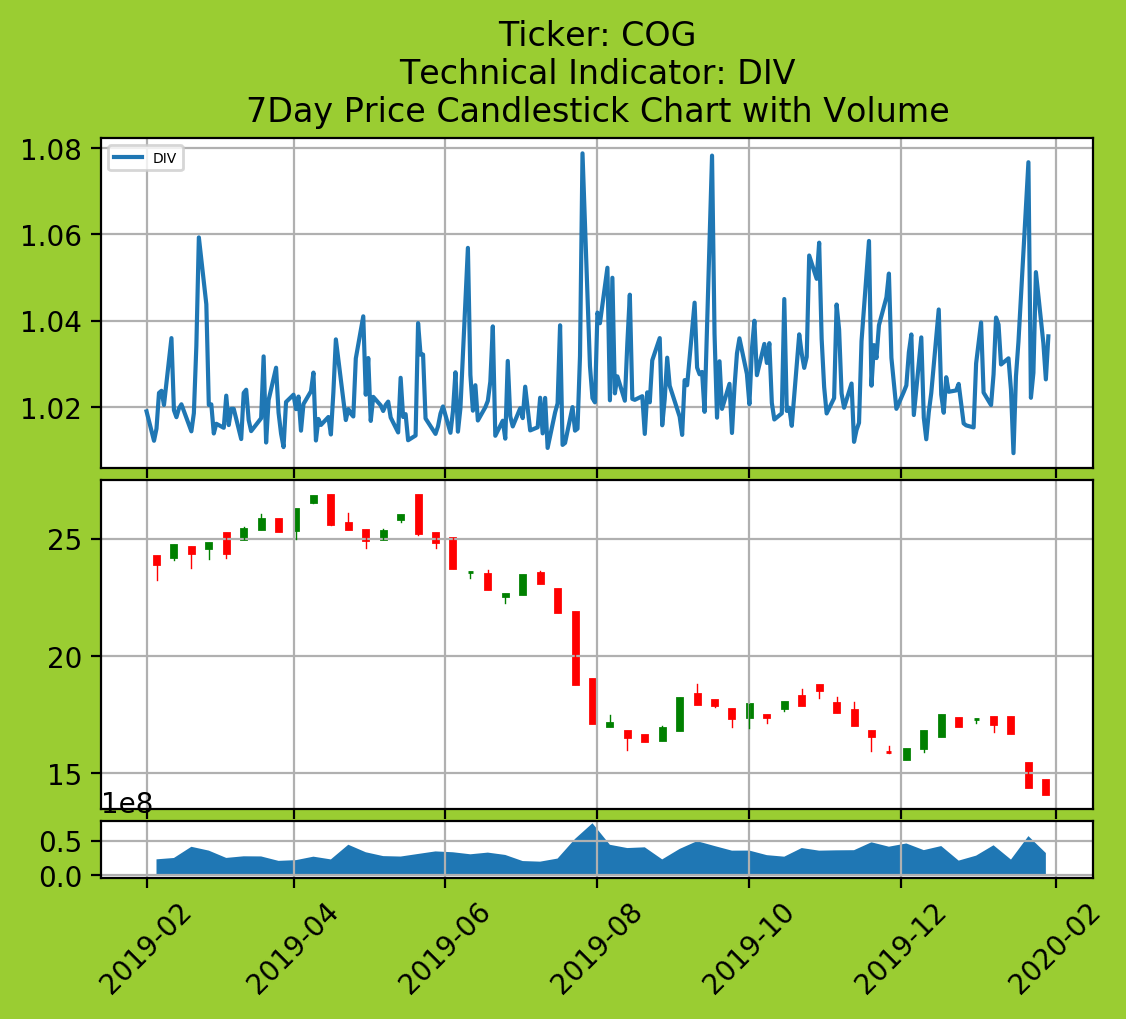 Ticker: COG
Technical Indicator: DIV
7Day Price Candlestick Chart with Volume
1.08
DIV
1.06
1.04
1.02
25
20
15
1e8
0.5
0.0
2019-02 2019-04 2019-06 2019-08 2019-10 2019-12 2020-02